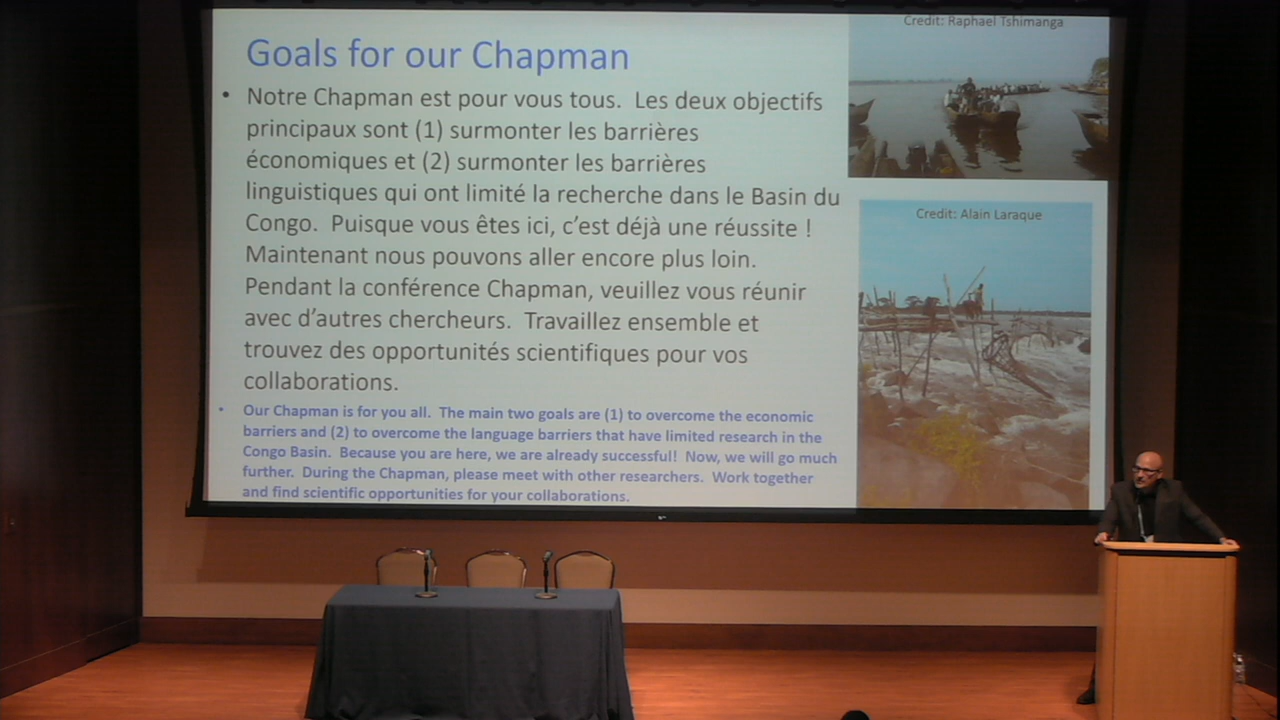 Goals for our Chapman
Credit: Raphael Tshimanga
• Notre Chapman est pour vous tous. Les deux objectifs
principaux sont (1) surmonter les barrières
économiques et (2) surmonter les barrières
linguistiques qui ont limité la recherche dans le Basin du
Congo. Puisque vous êtes ici, c’est déjà une réussite !
Maintenant nous pouvons aller encore plus loin.
Pendant la conférence Chapman, veuillez vous réunir
avec d’autres chercheurs. Travaillez ensemble et
trouvez des opportunités scientifiques pour vos
collaborations.
Credit: Alain Laraque
• Our Chapman is for you all. The main two goals are (1) to overcome the economic
barriers and (2) to overcome the language barriers that have limited research in the
Congo Basin. Because you are here, we are already successful! Now, we will go much
further. During the Chapman, please meet with other researchers. Work together
and find scientific opportunities for your collaborations.